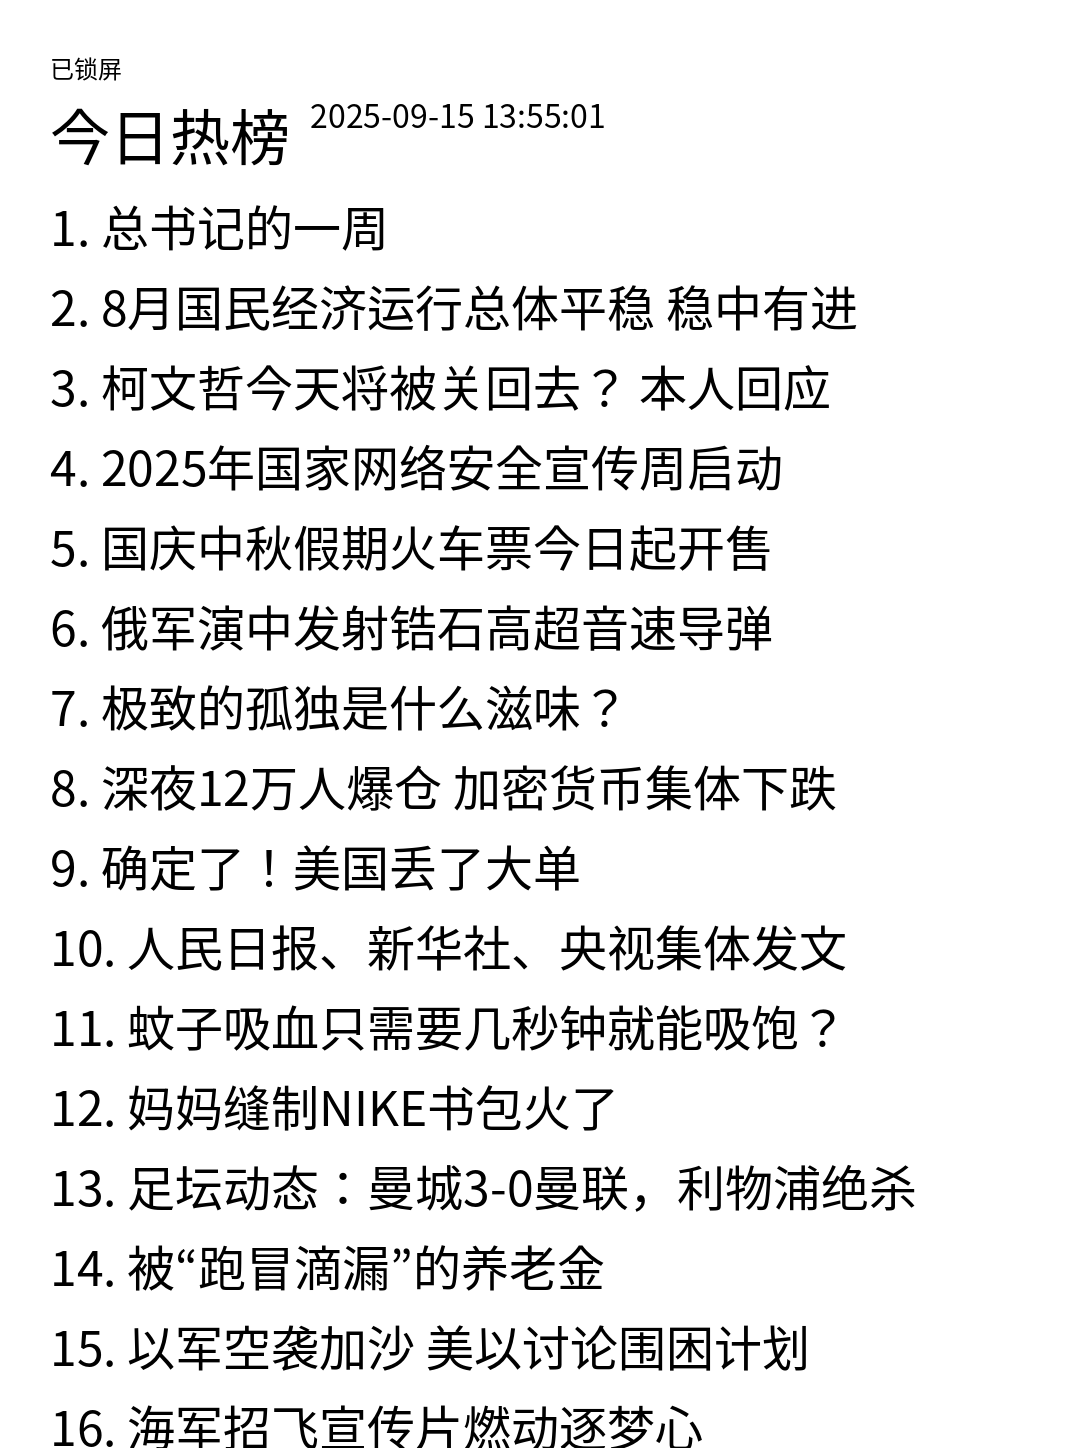 已锁屏
今日热榜 2025-09-15 13:55:01
1. 总书记的一周
2. 8月国民经济运行总体平稳 稳中有进
3. 柯文哲今天将被关回去？ 本人回应
4. 2025年国家网络安全宣传周启动
5. 国庆中秋假期火车票今日起开售
6. 俄军演中发射锆石高超音速导弹
7. 极致的孤独是什么滋味？
8. 深夜12万人爆仓 加密货币集体下跌
9. 确定了！美国丢了大单
10. 人民日报、新华社、央视集体发文
11. 蚊子吸血只需要几秒钟就能吸饱？
12. 妈妈缝制NIKE书包火了
13. 足坛动态：曼城3-0曼联，利物浦绝杀
14. 被“跑冒滴漏”的养老金
15. 以军空袭加沙 美以讨论围困计划
16. 海军招飞宣传片燃动逐梦心